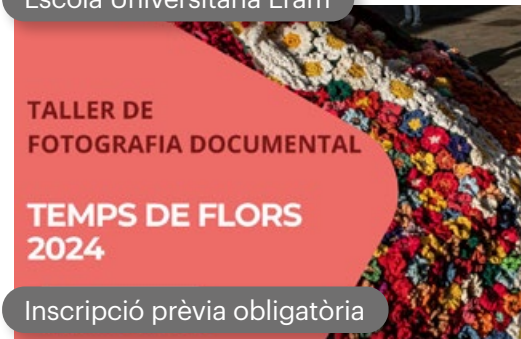 Escola Universitària Eram
TALLER DE
FOTOGRAFIA DOCUMENTAL
TEMPS DE FLORS
2024
Inscripció prèvia obligatòria